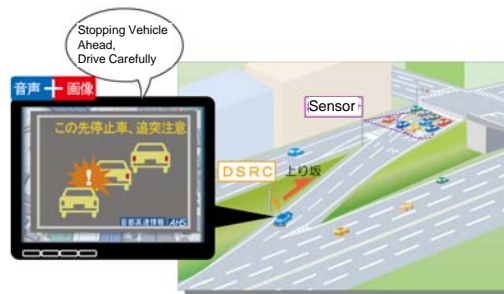 Stopping Vehicle
Ahead,
Drive Carefully
音声+画像
この先停止車、追突注意
!
首都高速情報/AHS
Sensor
DSRC
上り坂